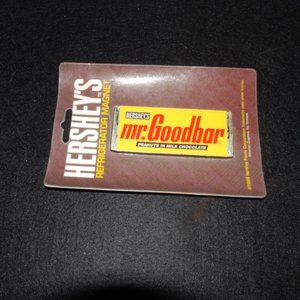 HERSHEY'S
REFRIGERATOR MAGNET
HERSHEY'S
mr.Goodbar
PEANUTS IN MILK CHOCOLATE